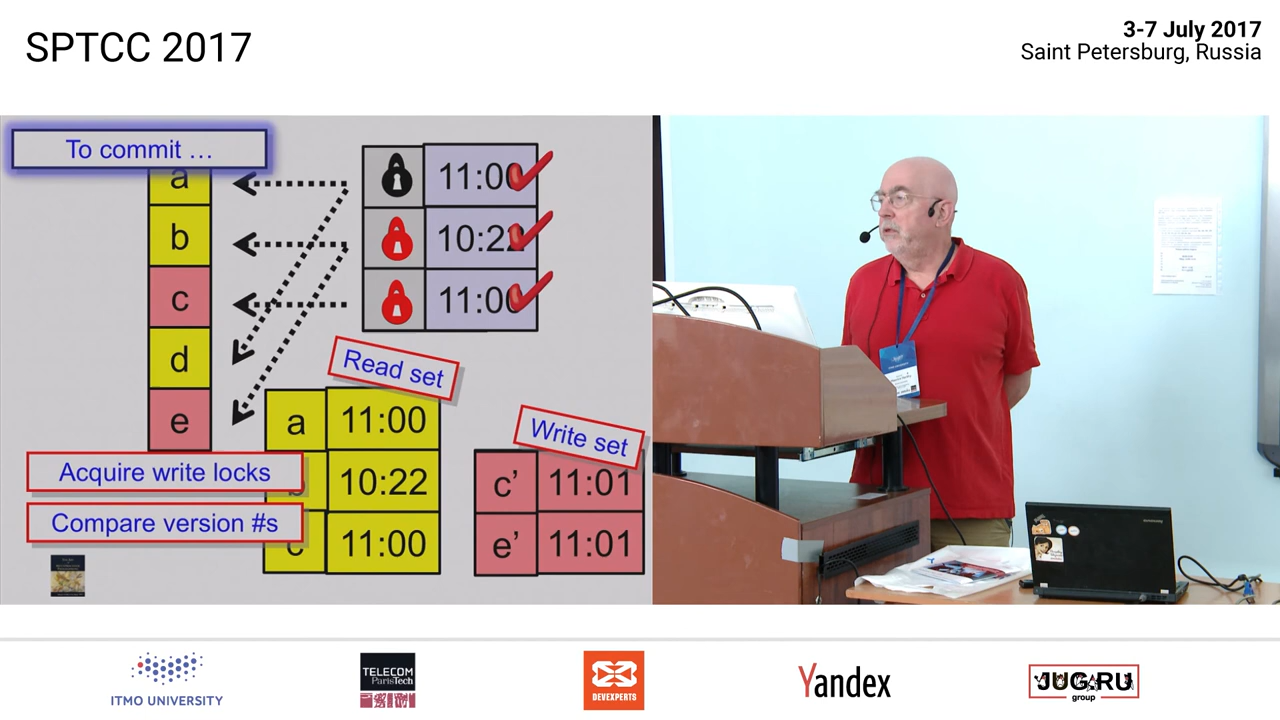 SPTCC 2017
3-7 July 2017
Saint Petersburg, Russia
To commit …
a
b
c
d
e
11:00
10:22
11:00
Read set
a 11:00
10:22
c 11:00
Write set
c’ 11:01
e’ 11:01
Acquire write locks
Compare version #s
ITMO UNIVERSITY
TELECOM
ParisTech
DEVEXPERTS
Yandex
JUG.RU
group